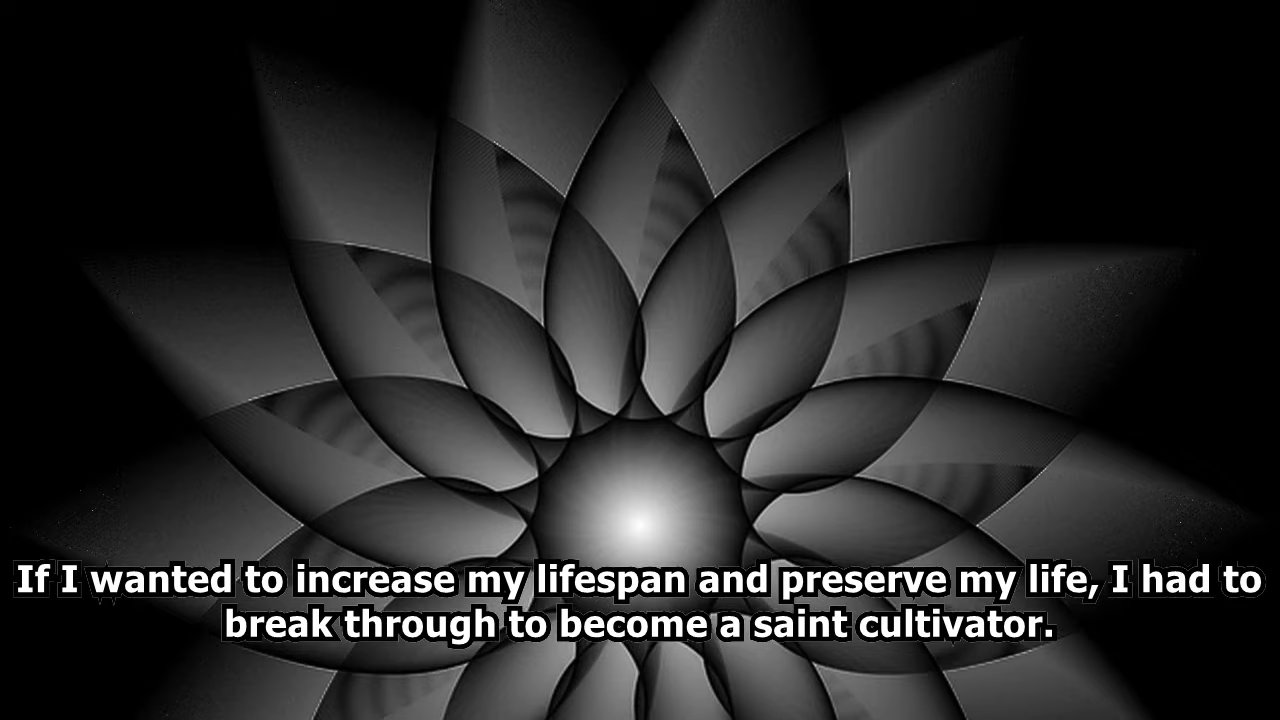 If I wanted to increase my lifespan and preserve my life, I had to
break through to become a saint cultivator.